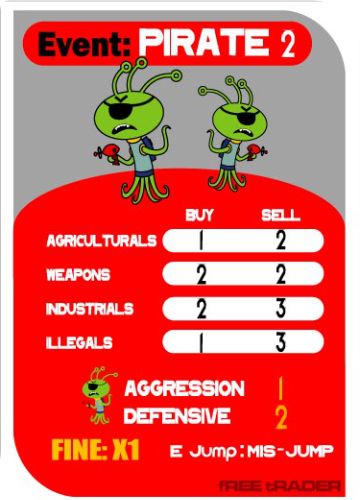 Event: PIRATE 2
BUY SELL
AGRICULTURALS 1 2
WEAPONS 2 2
INDUSTRIALS 2 3
ILLEGALS 1 3
AGGRESSION 1
DEFENSIVE 2
FINE: X1 E Jump: MIS-JUMP
fREE tRADER